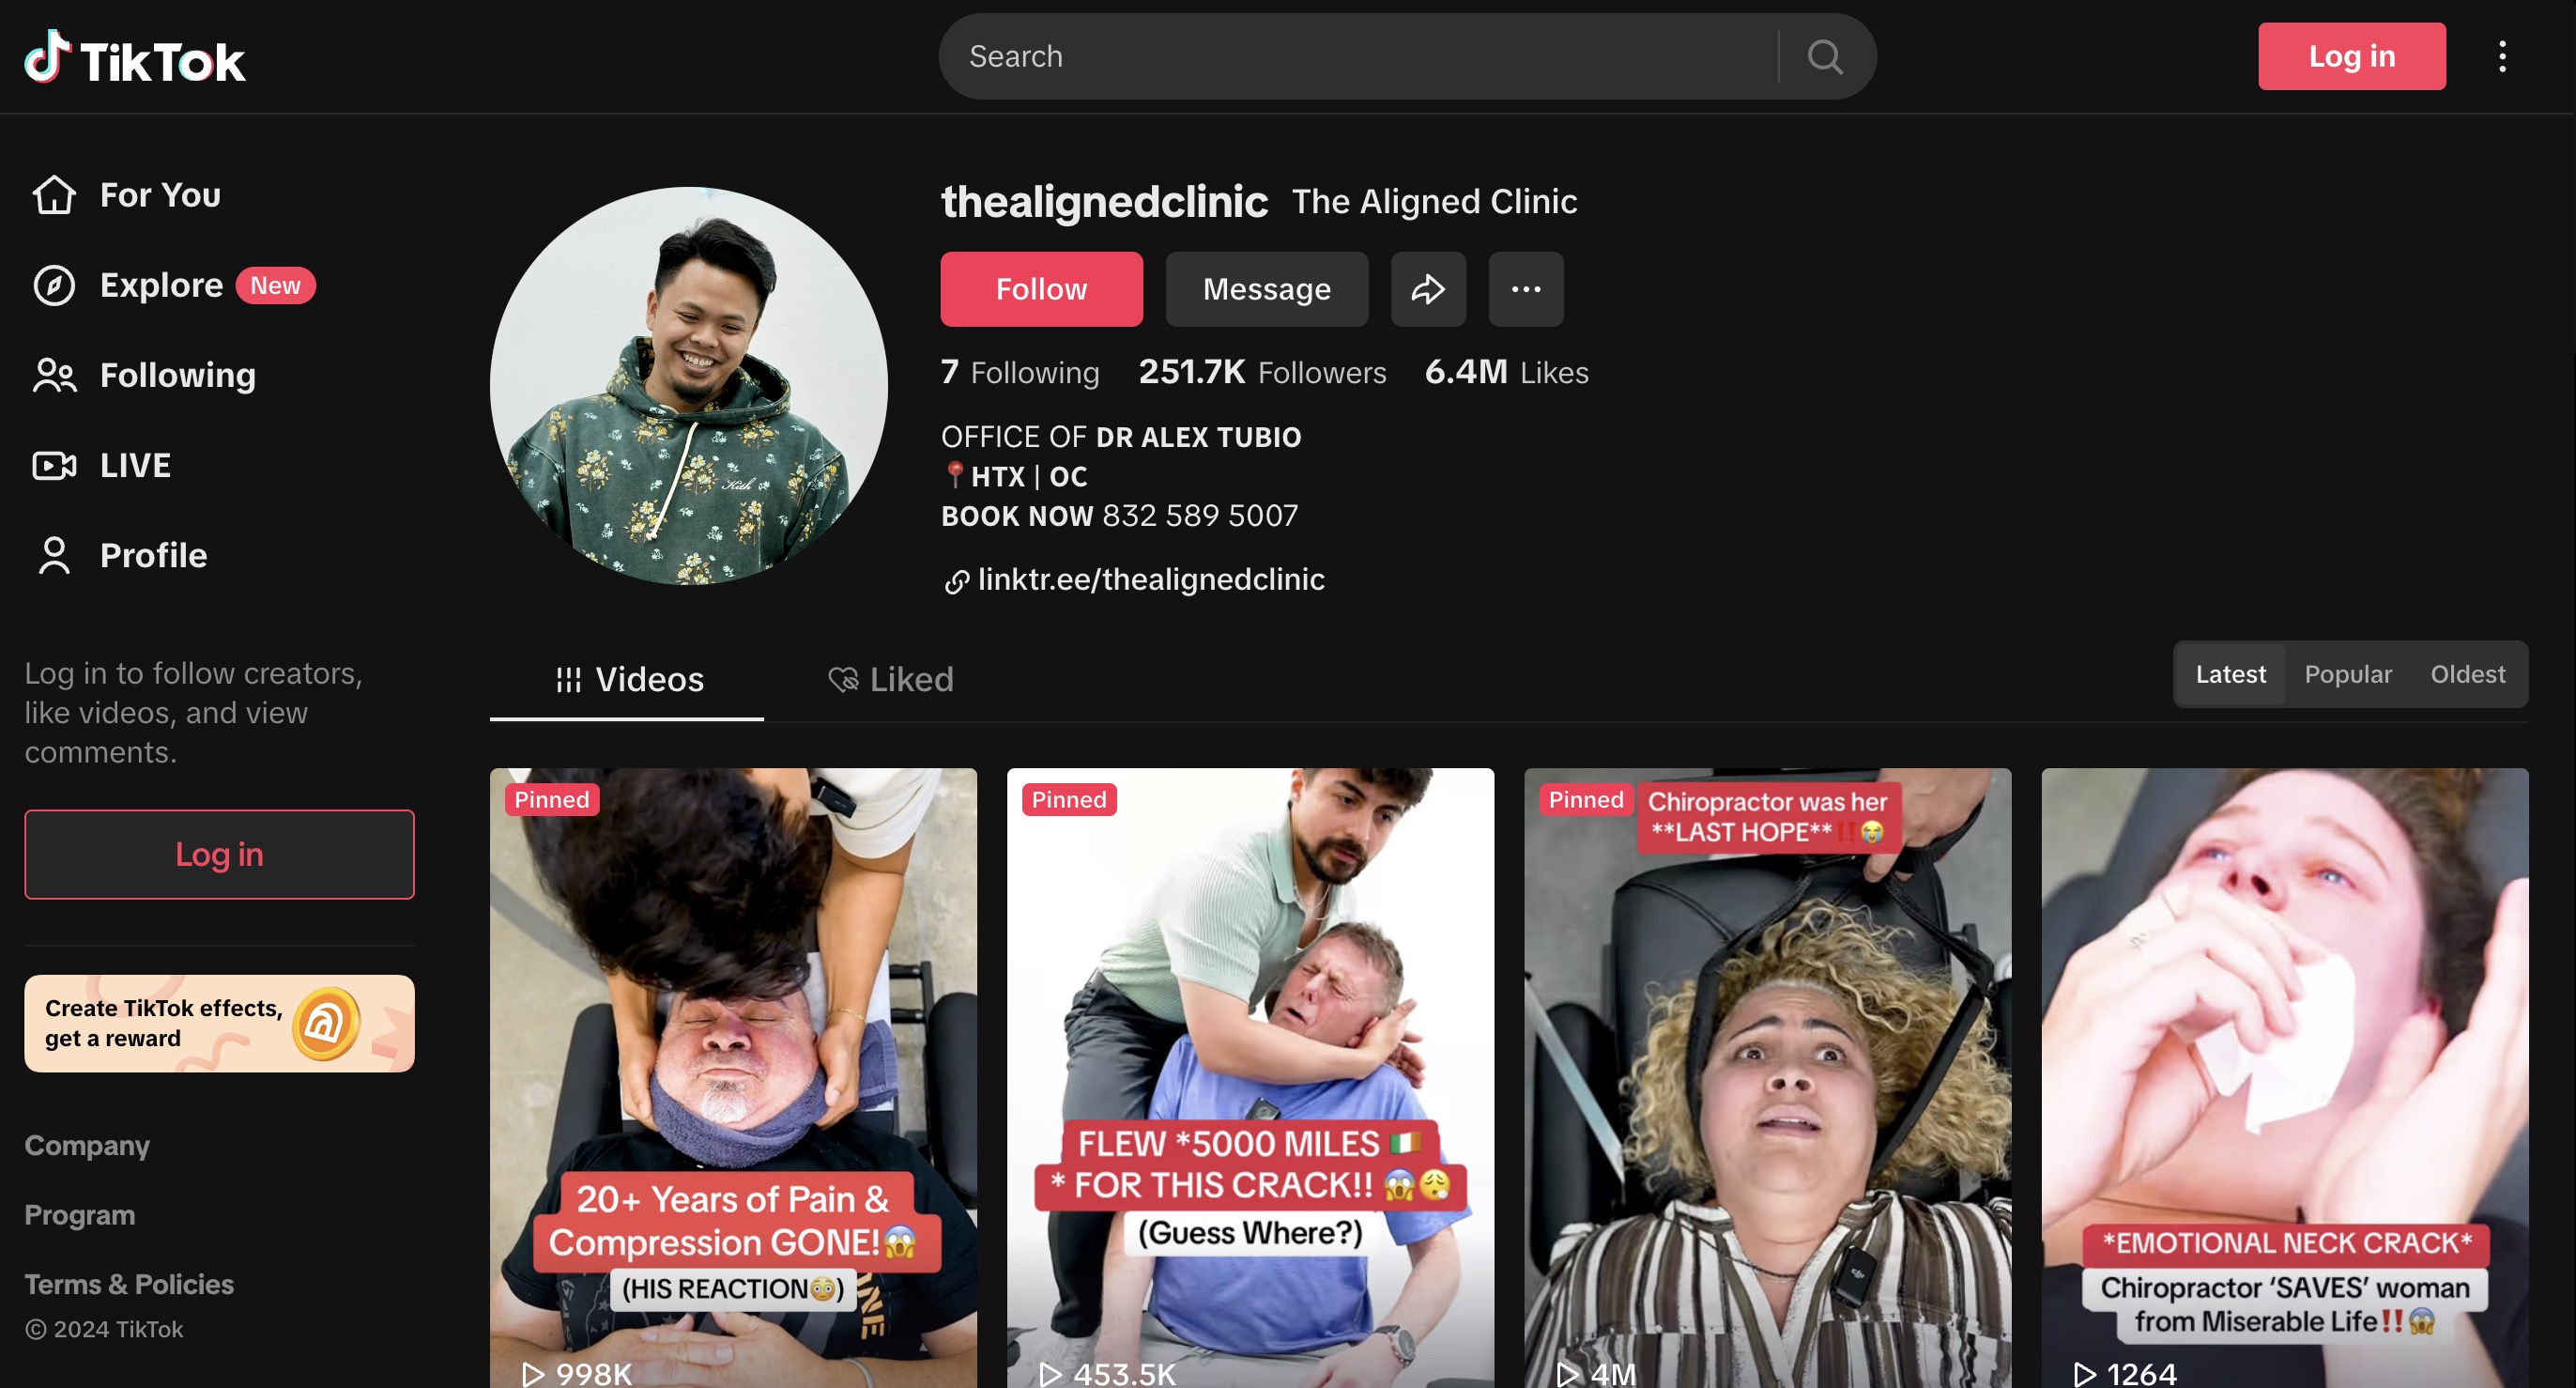 TikTok
Search
Log in
For You
Explore New
Following
LIVE
Profile
Log in to follow creators,
like videos, and view
comments.
Log in
Create TikTok effects,
get a reward
Company
Program
Terms & Policies
© 2024 TikTok
thealignedclinic The Aligned Clinic
Follow Message
7 Following 251.7K Followers 6.4M Likes
OFFICE OF DR ALEX TUBIO
📍HTX | OC
BOOK NOW 832 589 5007
linktr.ee/thealignedclinic
Videos Liked
Latest Popular Oldest
Pinned
20+ Years of Pain &
Compression GONE!😱
(HIS REACTION😳)
998K
Pinned
FLEW *5000 MILES 🇮🇪
* FOR THIS CRACK!! 😱😮‍💨
(Guess Where?)
453.5K
Pinned
Chiropractor was her
**LAST HOPE**‼️😭
4M
*EMOTIONAL NECK CRACK*
Chiropractor ‘SAVES’ woman
from Miserable Life‼️😱
1264
Kith